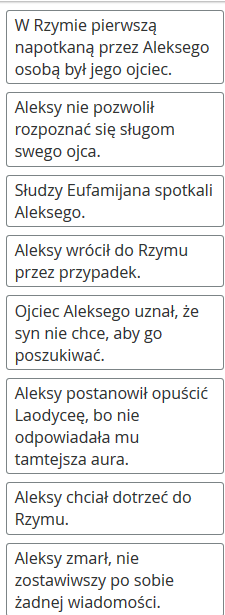 W Rzymie pierwszą
napotkaną przez Aleksego
osobą był jego ojciec.
Aleksy nie pozwolił
rozpoznać się sługom
swego ojca.
Słudzy Eufamijana spotkali
Aleksego.
Aleksy wrócił do Rzymu
przez przypadek.
Ojciec Aleksego uznał, że
syn nie chce, aby go
poszukiwać.
Aleksy postanowił opuścić
Laodyceę, bo nie
odpowiadała mu
tamtejsza aura.
Aleksy chciał dotrzeć do
Rzymu.
Aleksy zmarł, nie
zostawiwszy po sobie
żadnej wiadomości.